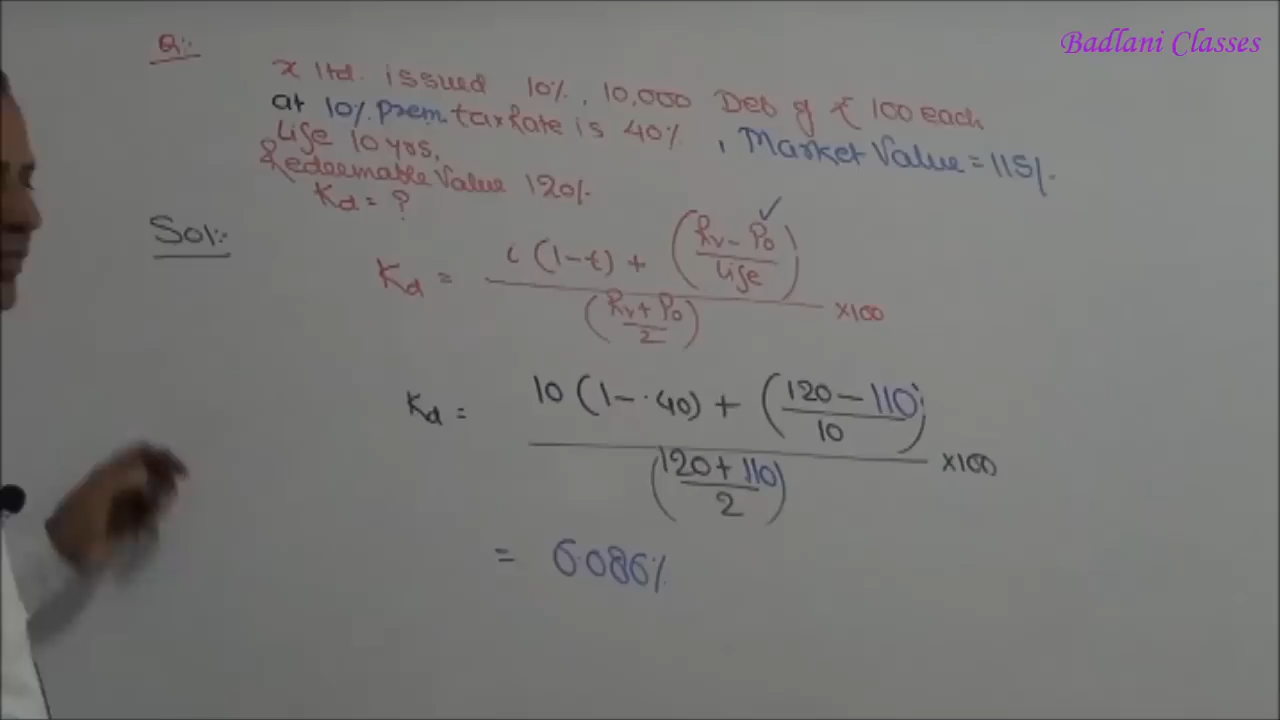 Badlani Classes
Q:-
x ltd. issued 10%, 10,000 Deb of ₹ 100 each
at 10% prem. tax Rate is 40%, Market Value = 115/.
Life 10 yrs,
Redeemable Value 120%.
Kd = ?
Sol:-
Kd = i (1-t) + (Rv - P0 / Life) / (Rv + P0 / 2) ×100
Kd = 10 (1 - .40) + (120 - 110 / 10) / (120 + 110 / 2) ×100
= 6.086%